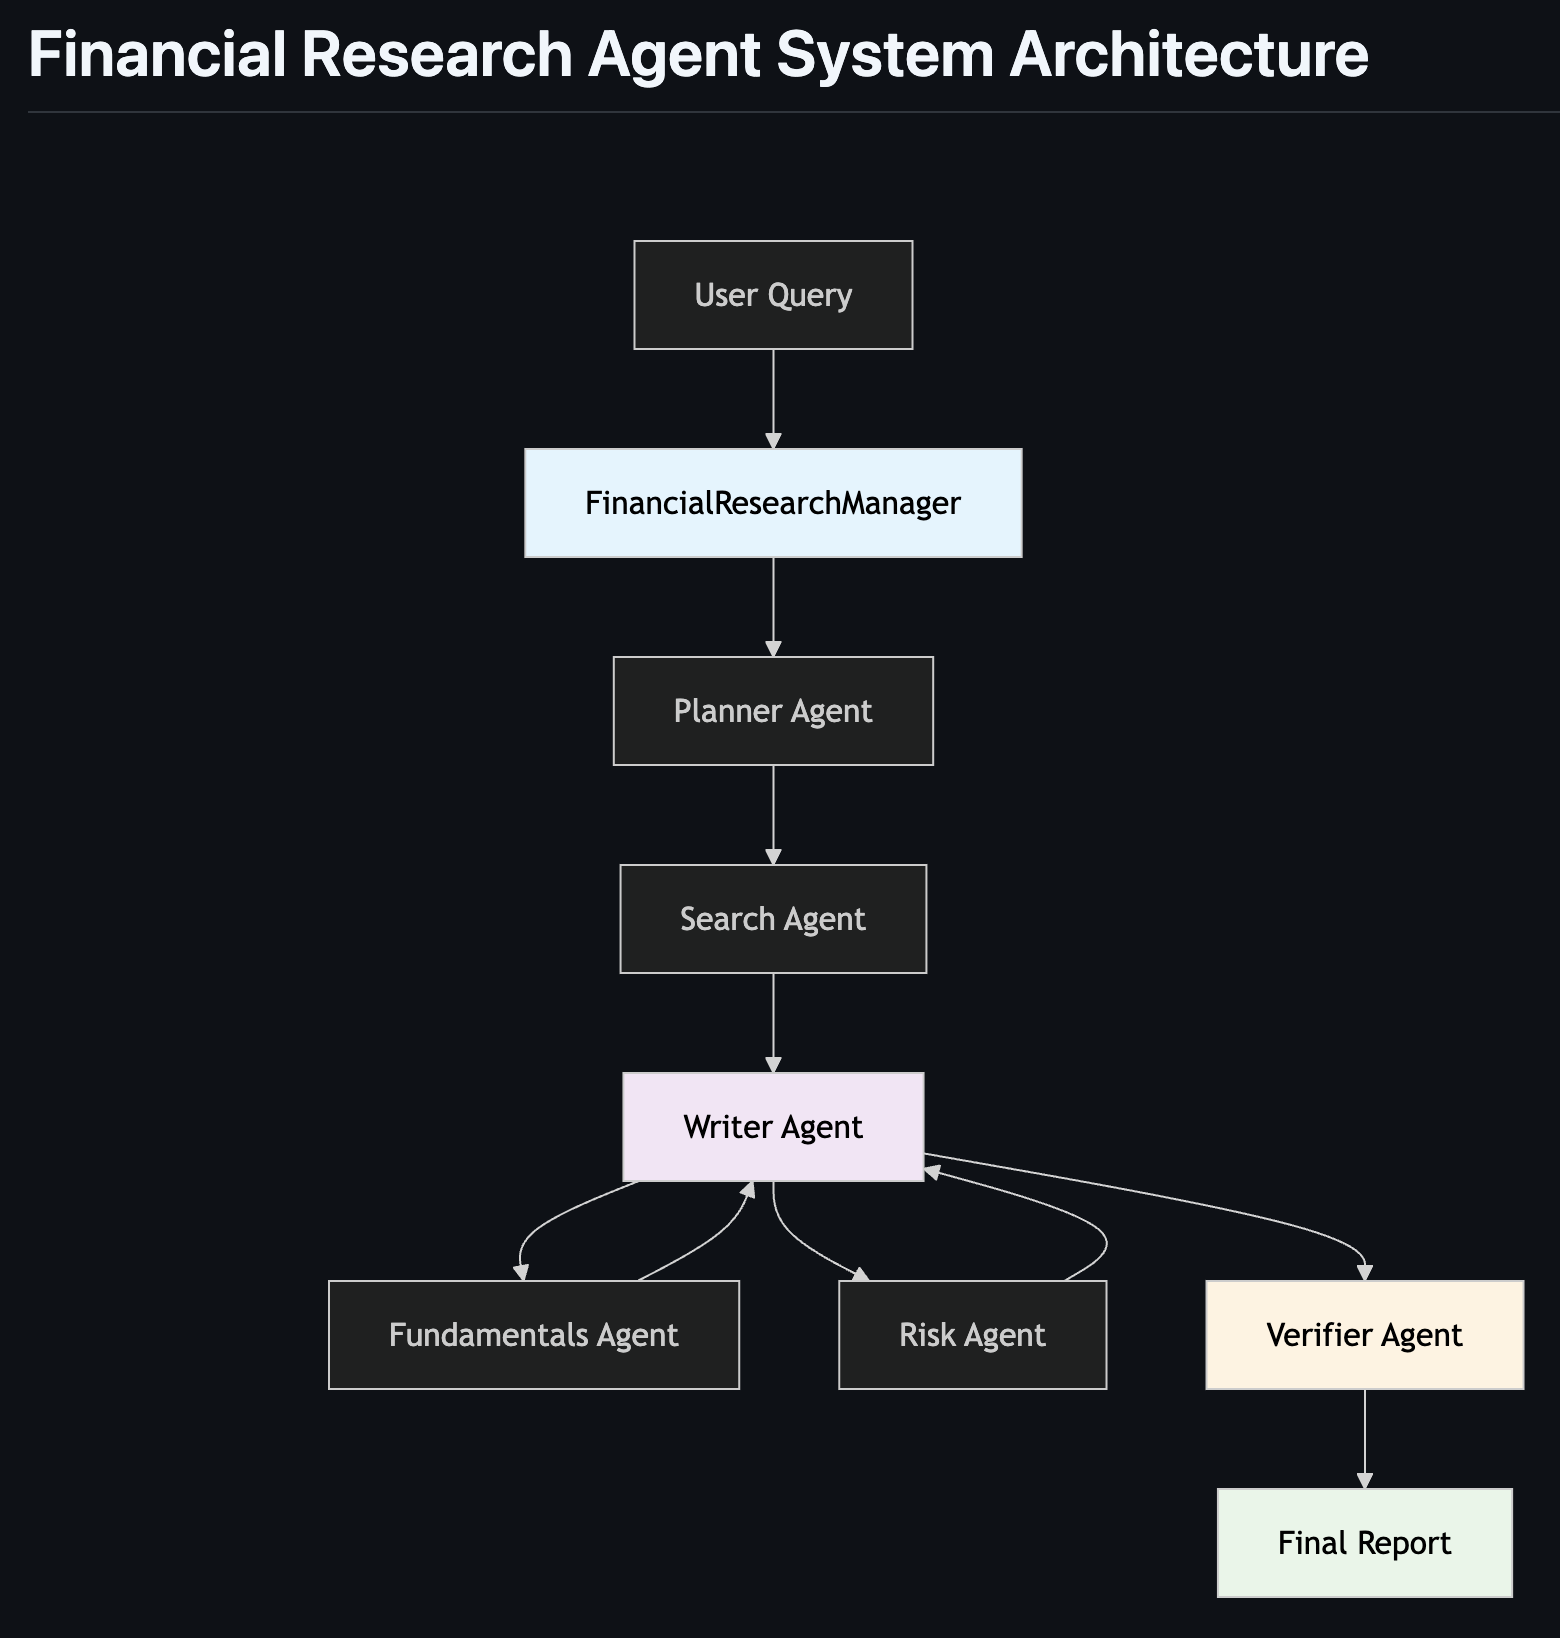 Financial Research Agent System Architecture
User Query
FinancialResearchManager
Planner Agent
Search Agent
Writer Agent
Fundamentals Agent
Risk Agent
Verifier Agent
Final Report